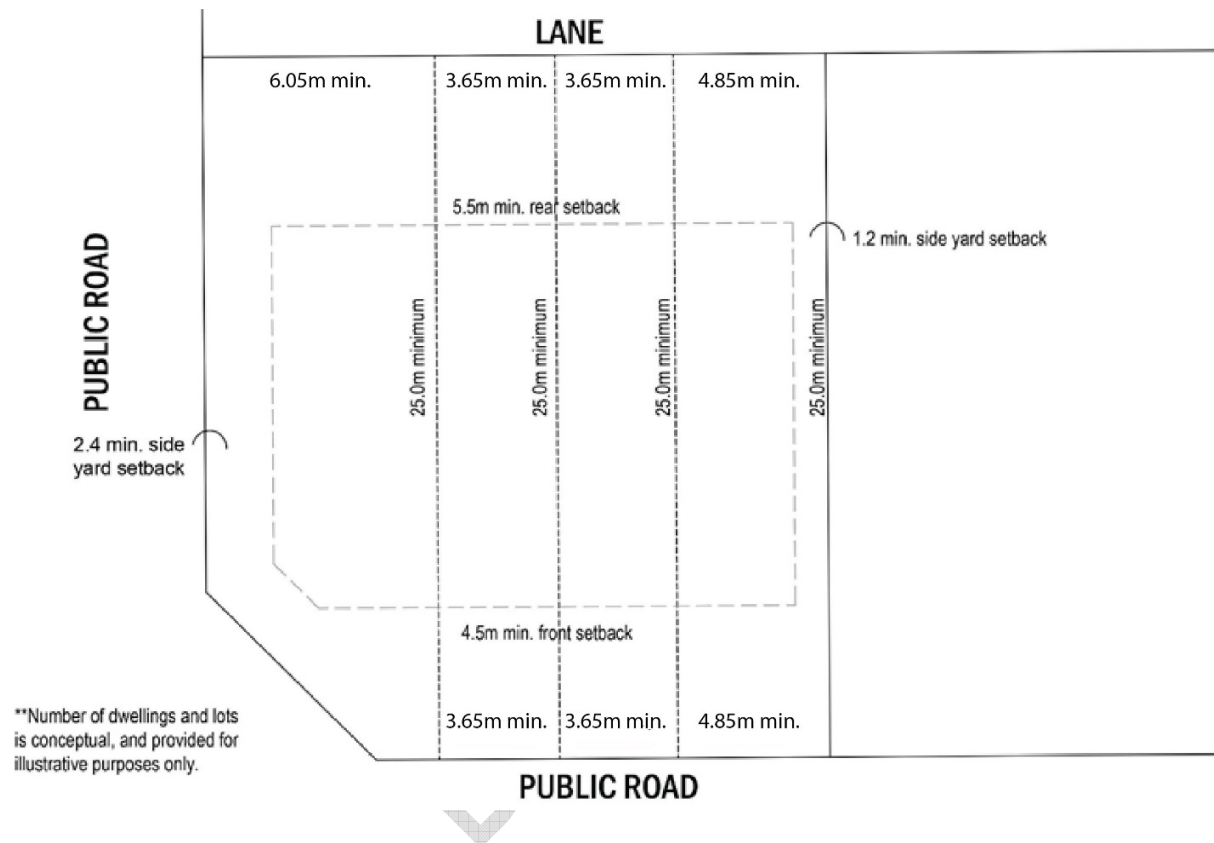 LANE
6.05m min.
3.65m min.
3.65m min.
4.85m min.
5.5m min. rear setback
1.2 min. side yard setback
PUBLIC ROAD
25.0m minimum
25.0m minimum
25.0m minimum
25.0m minimum
2.4 min. side
yard setback
4.5m min. front setback
**Number of dwellings and lots
is conceptual, and provided for
illustrative purposes only.
3.65m min.
3.65m min.
4.85m min.
PUBLIC ROAD